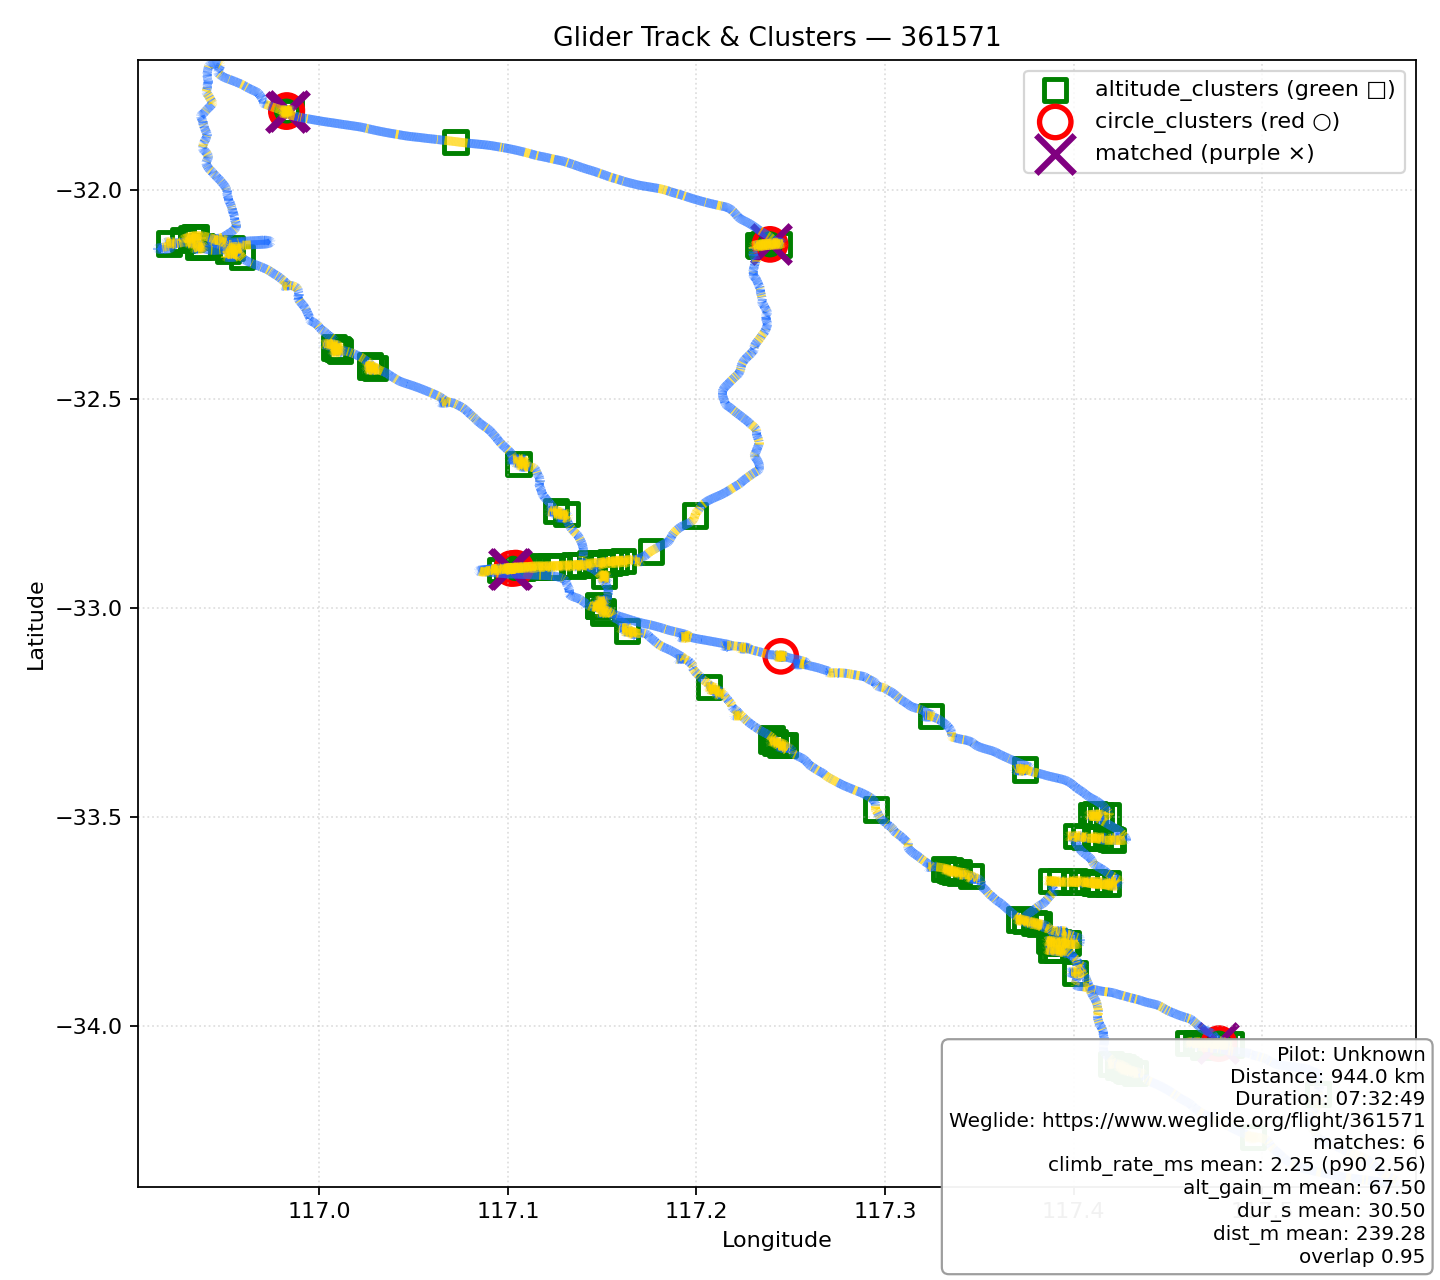 Glider Track & Clusters — 361571
altitude_clusters (green □)
circle_clusters (red ○)
matched (purple ×)
Latitude
−32.0
−32.5
−33.0
−33.5
−34.0
117.0
117.1
117.2
117.3
117.4
Longitude
Pilot: Unknown
Distance: 944.0 km
Duration: 07:32:49
Weglide: https://www.weglide.org/flight/361571
matches: 6
climb_rate_ms mean: 2.25 (p90 2.56)
alt_gain_m mean: 67.50
dur_s mean: 30.50
dist_m mean: 239.28
overlap 0.95